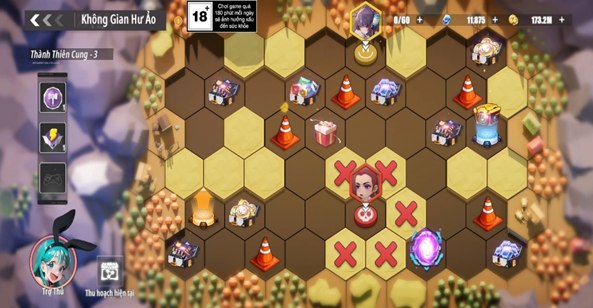 Không Gian Hư Ảo
18+
Chơi game quá
180 phút mỗi ngày
sẽ ảnh hưởng xấu
đến sức khỏe
0/60 +
11,875 +
173.2M +
Thành Thiên Cung - 3
Trợ Thủ
Thu hoạch hiện tại